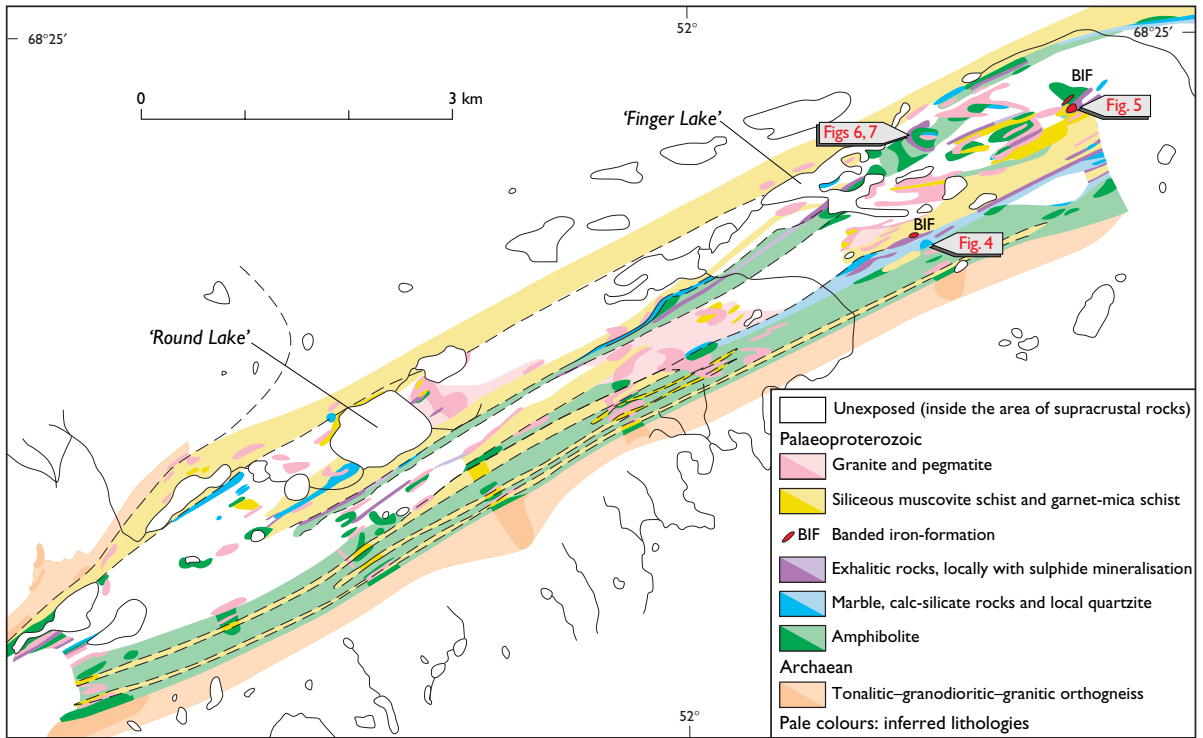 52°
68°25′
68°25′
0
3 km
BIF
Fig. 5
'Finger Lake'
Figs 6, 7
BIF
Fig. 4
'Round Lake'
Unexposed (inside the area of supracrustal rocks)
Palaeoproterozoic
Granite and pegmatite
Siliceous muscovite schist and garnet-mica schist
BIF Banded iron-formation
Exhalitic rocks, locally with sulphide mineralisation
Marble, calc-silicate rocks and local quartzite
Amphibolite
Archaean
Tonalitic–granodioritic–granitic orthogneiss
Pale colours: inferred lithologies
52°